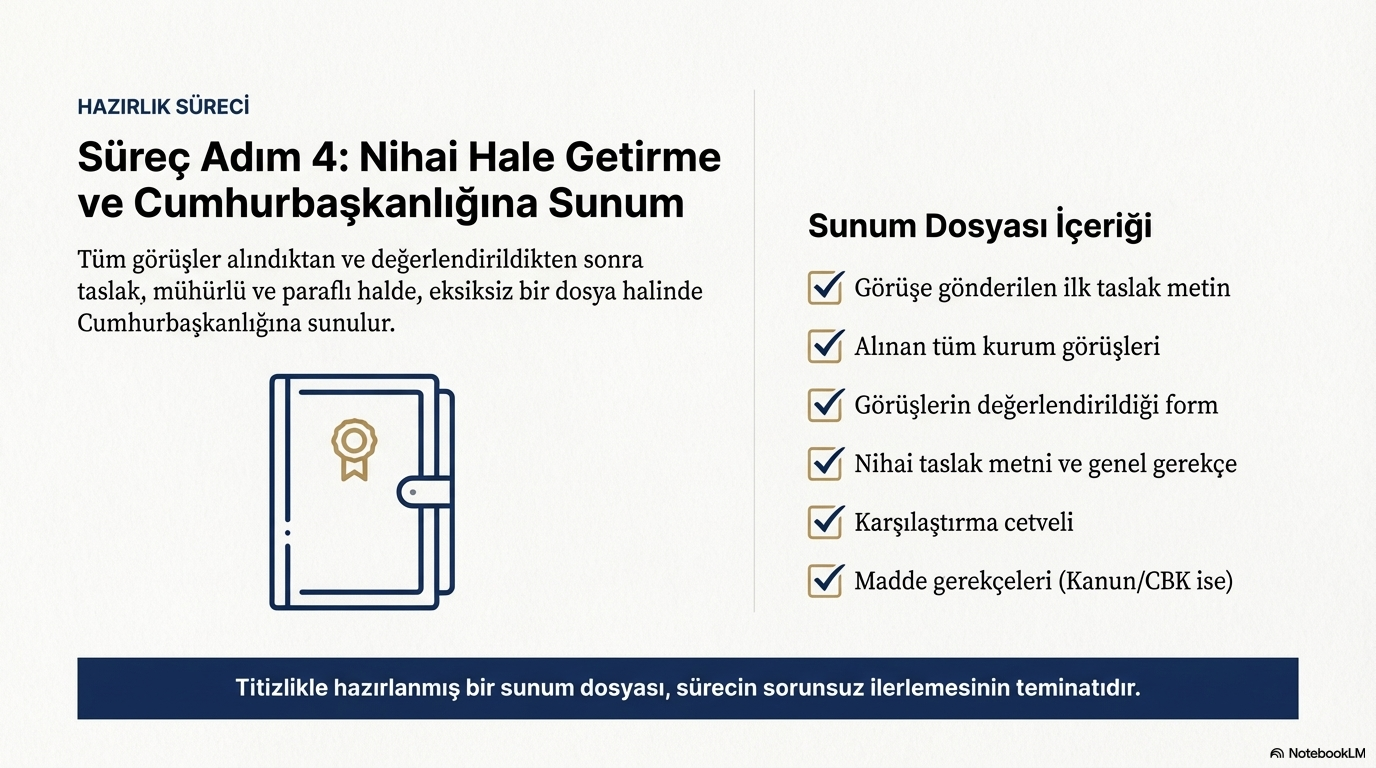 HAZIRLIK SÜRECİ
Süreç Adım 4: Nihai Hale Getirme
ve Cumhurbaşkanlığına Sunum
Tüm görüşler alındıktan ve değerlendirildikten sonra
taslak, mühürlü ve paraflı halde, eksiksiz bir dosya halinde
Cumhurbaşkanlığına sunulur.
Sunum Dosyası İçeriği
Görüşe gönderilen ilk taslak metin
Alınan tüm kurum görüşleri
Görüşlerin değerlendirildiği form
Nihai taslak metni ve genel gerekçe
Karşılaştırma cetveli
Madde gerekçeleri (Kanun/CBK ise)
Titizlikle hazırlanmış bir sunum dosyası, sürecin sorunsuz ilerlemesinin teminatıdır.
NotebookLM